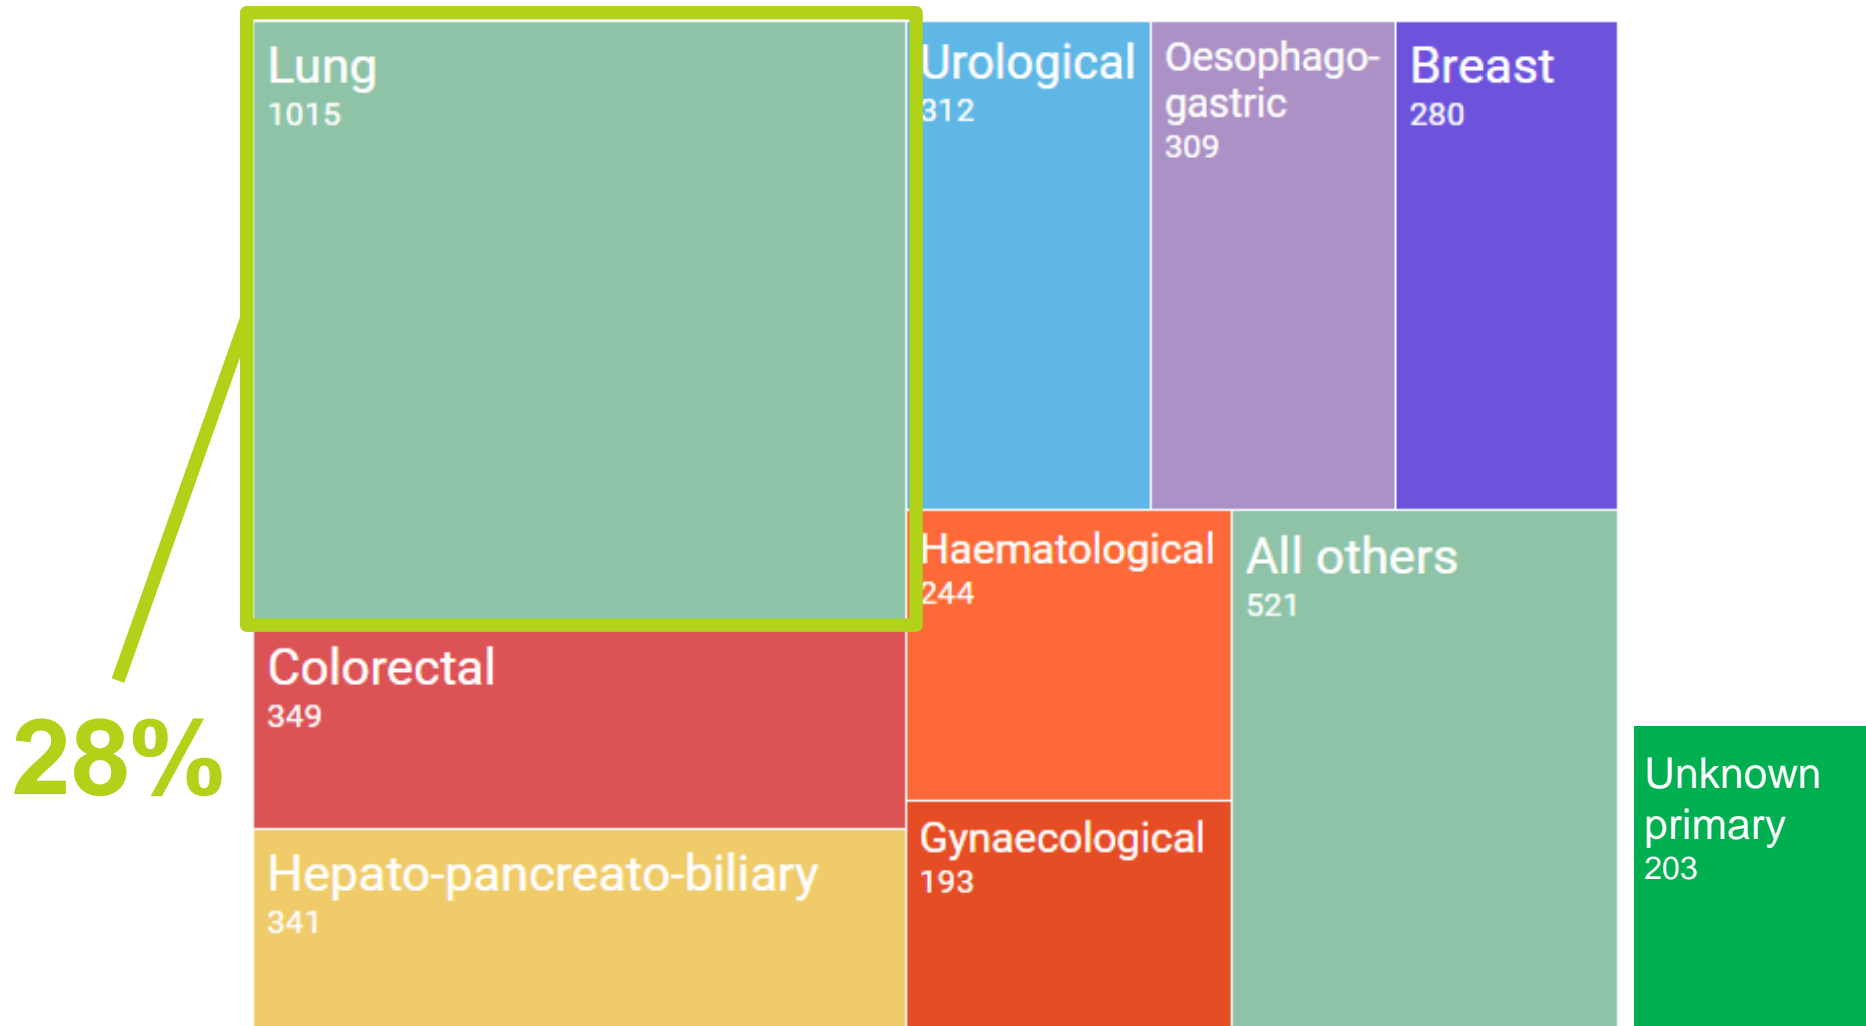 Lung
1015
Urological
312
Oesophago-
gastric
309
Breast
280
Haematological
244
All others
521
Colorectal
349
28%
Unknown
primary
203
Gynaecological
193
Hepato-pancreato-biliary
341